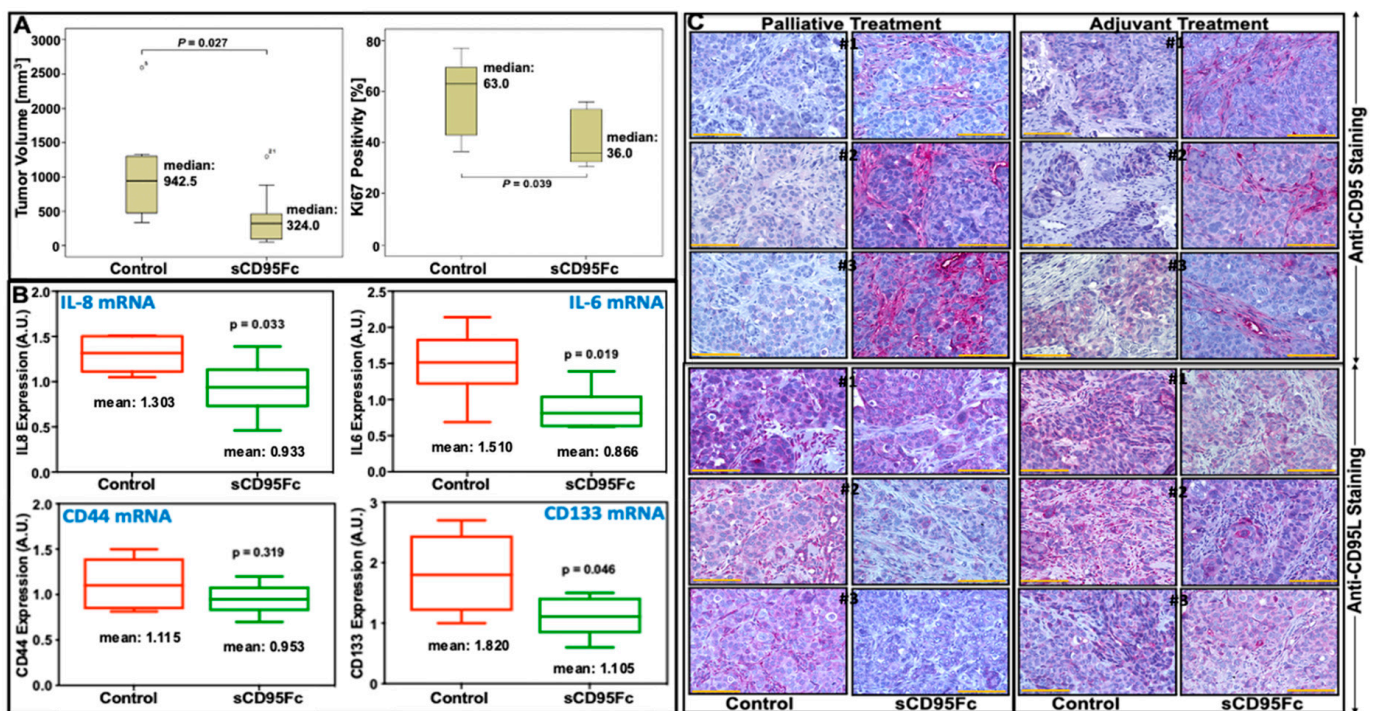 A
Tumor Volume [mm³]
3000
2500
2000
1500
1000
500
0
P = 0.027
5
median:
942.5
21
median:
324.0
Control
sCD95Fc
Ki67 Positivity [%]
80
60
40
20
0
median:
63.0
median:
36.0
P = 0.039
Control
sCD95Fc
B
IL-8 mRNA
IL8 Expression (A.U.)
2.0
1.5
1.0
0.5
0.0
p = 0.033
mean: 1.303
mean: 0.933
Control
sCD95Fc
IL-6 mRNA
IL6 Expression (A.U.)
2.5
2.0
1.5
1.0
0.5
0.0
p = 0.019
mean: 1.510
mean: 0.866
Control
sCD95Fc
CD44 mRNA
CD44 Expression (A.U.)
2.0
1.5
1.0
0.5
0.0
p = 0.319
mean: 1.115
mean: 0.953
Control
sCD95Fc
CD133 mRNA
CD133 Expression (A.U.)
3
2
1
0
p = 0.046
mean: 1.820
mean: 1.105
Control
sCD95Fc
C
Palliative Treatment
Adjuvant Treatment
#1
#1
#2
#2
#3
#3
Anti-CD95 Staining
#1
#1
#2
#2
#3
#3
Anti-CD95L Staining
Control
sCD95Fc
Control
sCD95Fc